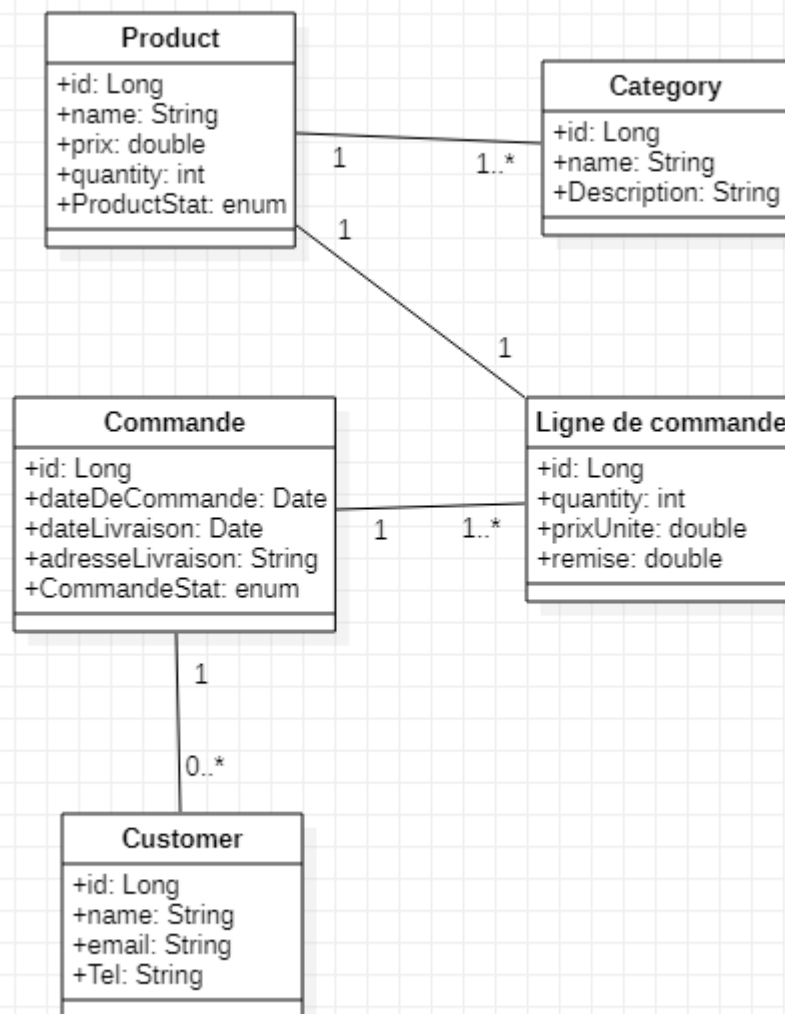 Product
+id: Long
+name: String
+prix: double
+quantity: int
+ProductStat: enum
Category
+id: Long
+name: String
+Description: String
1
1..*
1
1
Commande
+id: Long
+dateDeCommande: Date
+dateLivraison: Date
+adresseLivraison: String
+CommandeStat: enum
Ligne de commande
+id: Long
+quantity: int
+prixUnite: double
+remise: double
1
1..*
1
0..*
Customer
+id: Long
+name: String
+email: String
+Tel: String